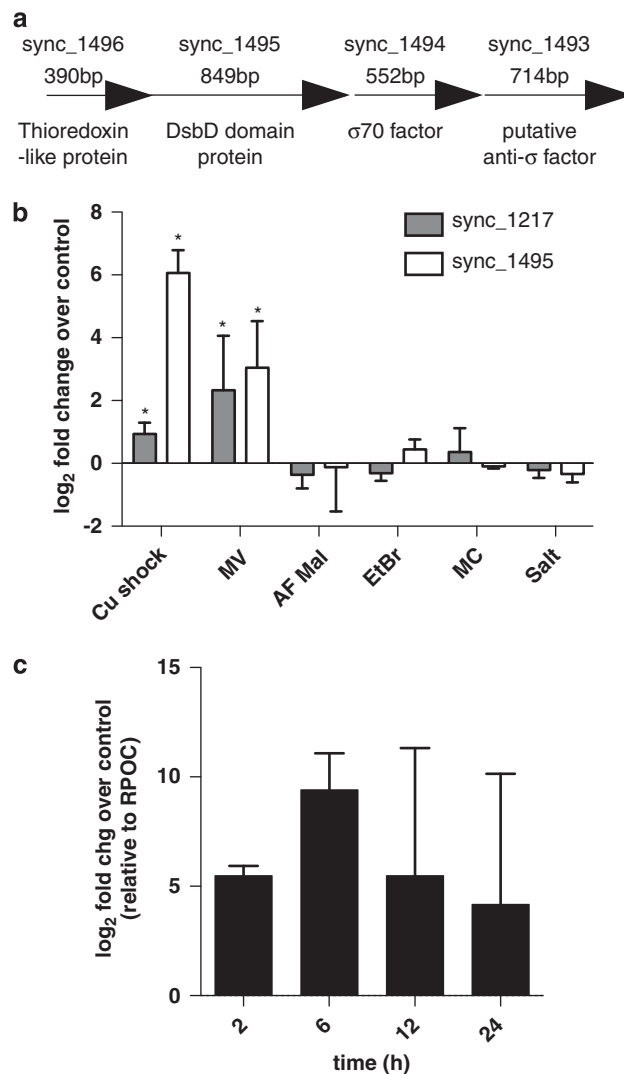 a
sync_1496 sync_1495 sync_1494 sync_1493
390bp 849bp 552bp 714bp
Thioredoxin DsbD domain σ70 factor putative
-like protein protein anti-σ factor
b
log2 fold change over control
8
6
4
2
0
-2
sync_1217
sync_1495
* * * *
Cu shock MV AF Mal EtBr MC Salt
c
log2 fold chg over control
(relative to RPOC)
15
10
5
0
2 6 12 24
time (h)